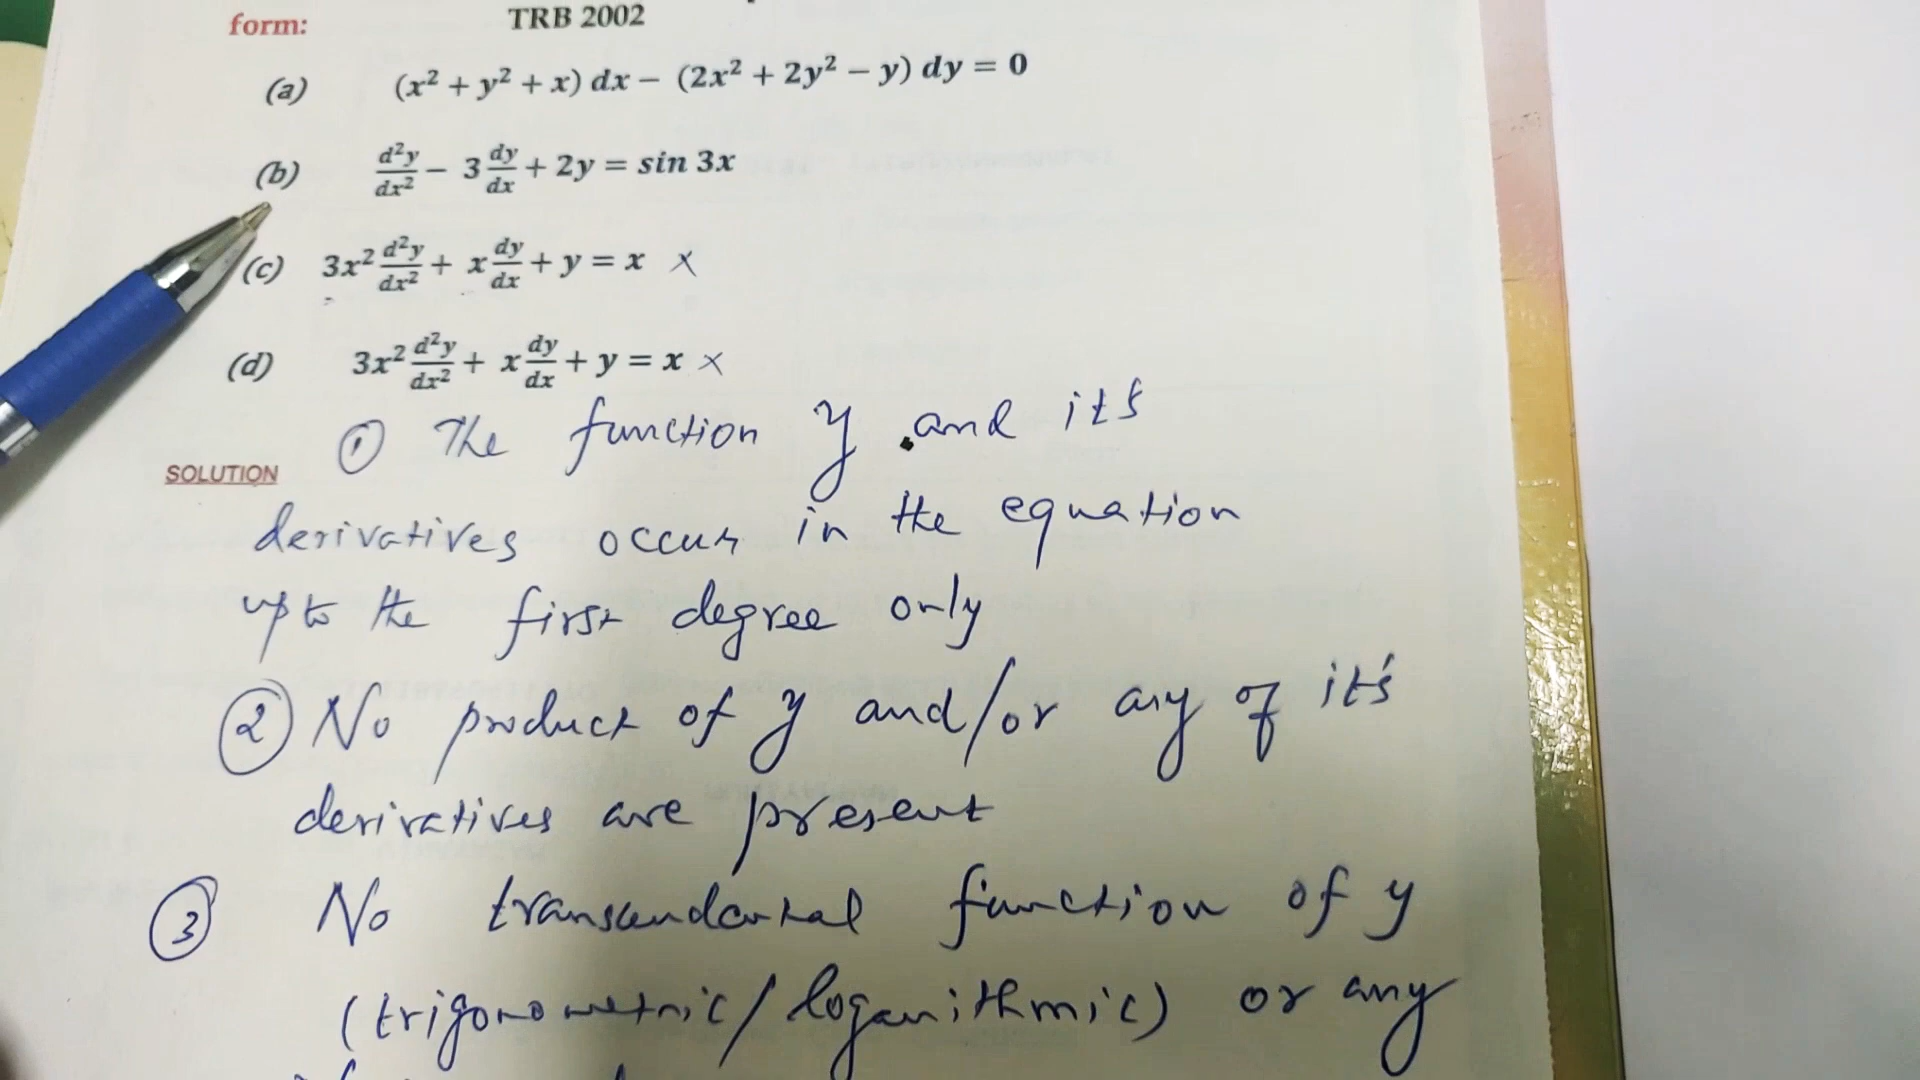 form: TRB 2002
(a) (x² + y² + x) dx − (2x² + 2y² − y) dy = 0
(b) d²y/dx² − 3 dy/dx + 2y = sin 3x
(c) 3x² d²y/dx² + x dy/dx + y = x ×
(d) 3x² d²y/dx² + x dy/dx + y = x ×
① The function y and it's
SOLUTION
derivatives occur in the equation
upto the first degree only
② No product of y and/or any of it's
derivatives are present
③ No transcendental function of y
(trigonometric/logarithmic) or any